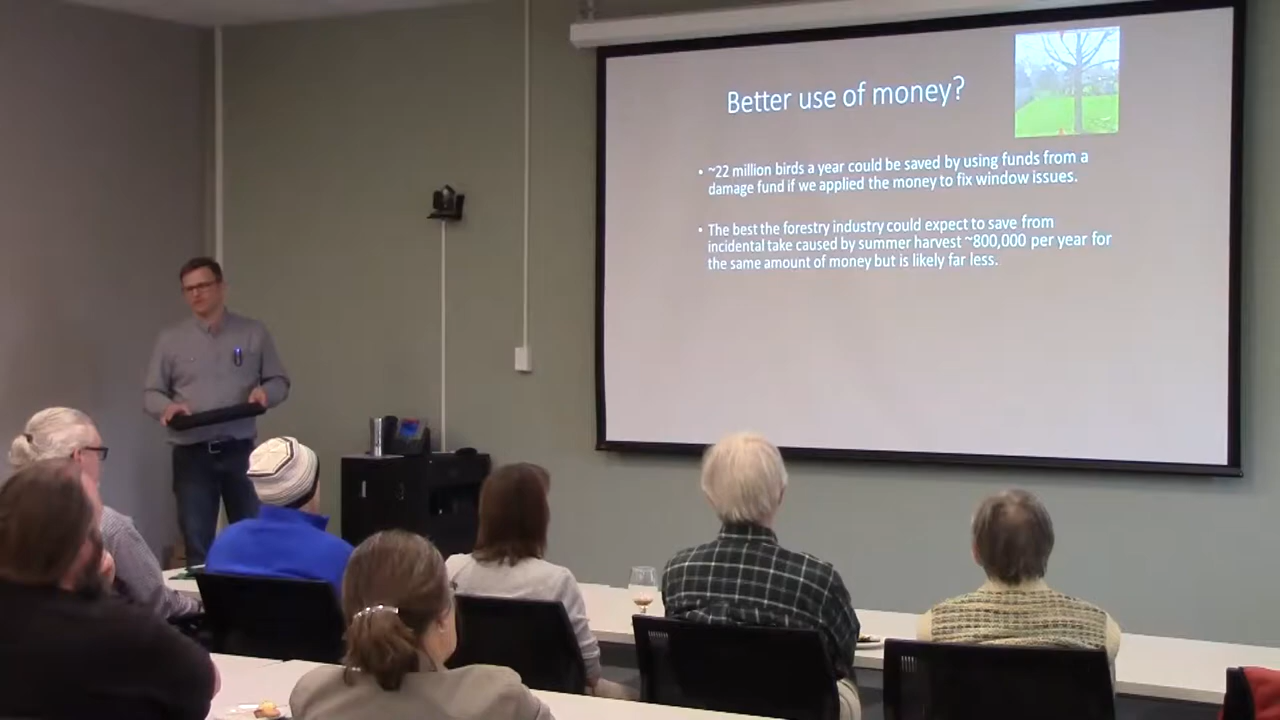 Better use of money?
• ~22 million birds a year could be saved by using funds from a
damage fund if we applied the money to fix window issues.
• The best the forestry industry could expect to save from
incidental take caused by summer harvest ~800,000 per year for
the same amount of money but is likely far less.